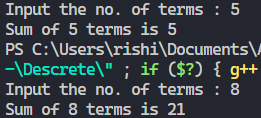 Input the no. of terms : 5
Sum of 5 terms is 5
PS C:\Users\rishi\Documents\
-\Descrete\" ; if ($?) { g++
Input the no. of terms : 8
Sum of 8 terms is 21